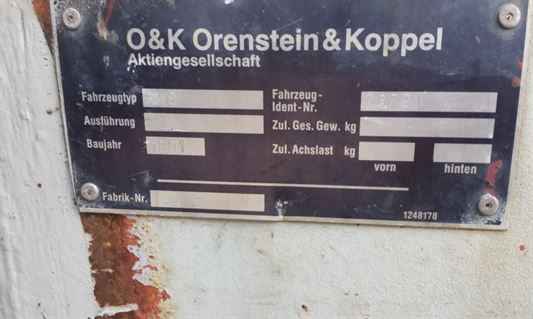 O&K Orenstein & Koppel
Aktiengesellschaft
Fahrzeugtyp
Fahrzeug-
Ident-Nr.
Ausführung
Zul. Ges. Gew. kg
Baujahr
Zul. Achslast kg
vorn hinten
Fabrik-Nr.
1248178